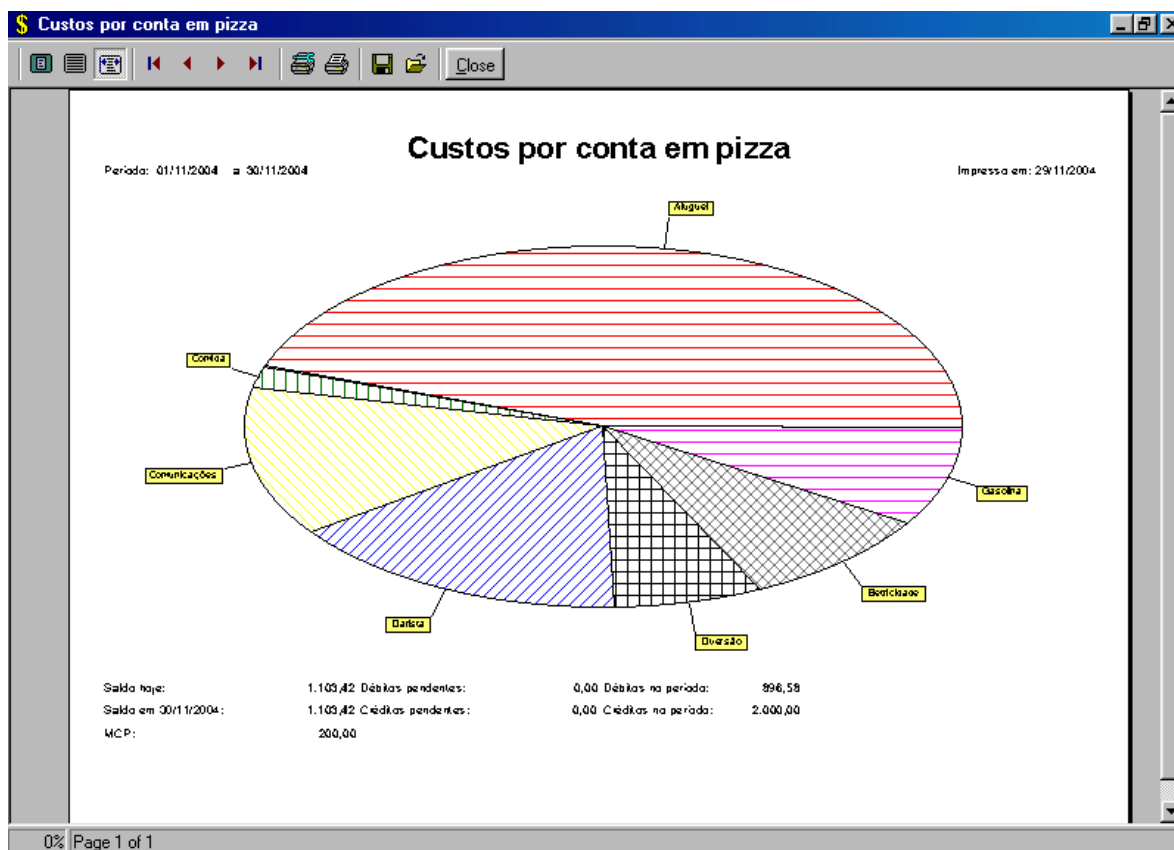 $ Custos por conta em pizza
Close
Custos por conta em pizza
Período: 01/11/2004 a 30/11/2004
Impresso em: 29/11/2004
Aluguel
Comida
Comunicações
Gasolina
Eletricidade
Diarista
Diversão
Saldo hoje: 1.103,42 Débitos pendentes: 0,00 Débitos no período: 896,58
Saldo em 30/11/2004: 1.103,42 Créditos pendentes: 0,00 Créditos no período: 2.000,00
MCP: 200,00
0% Page 1 of 1